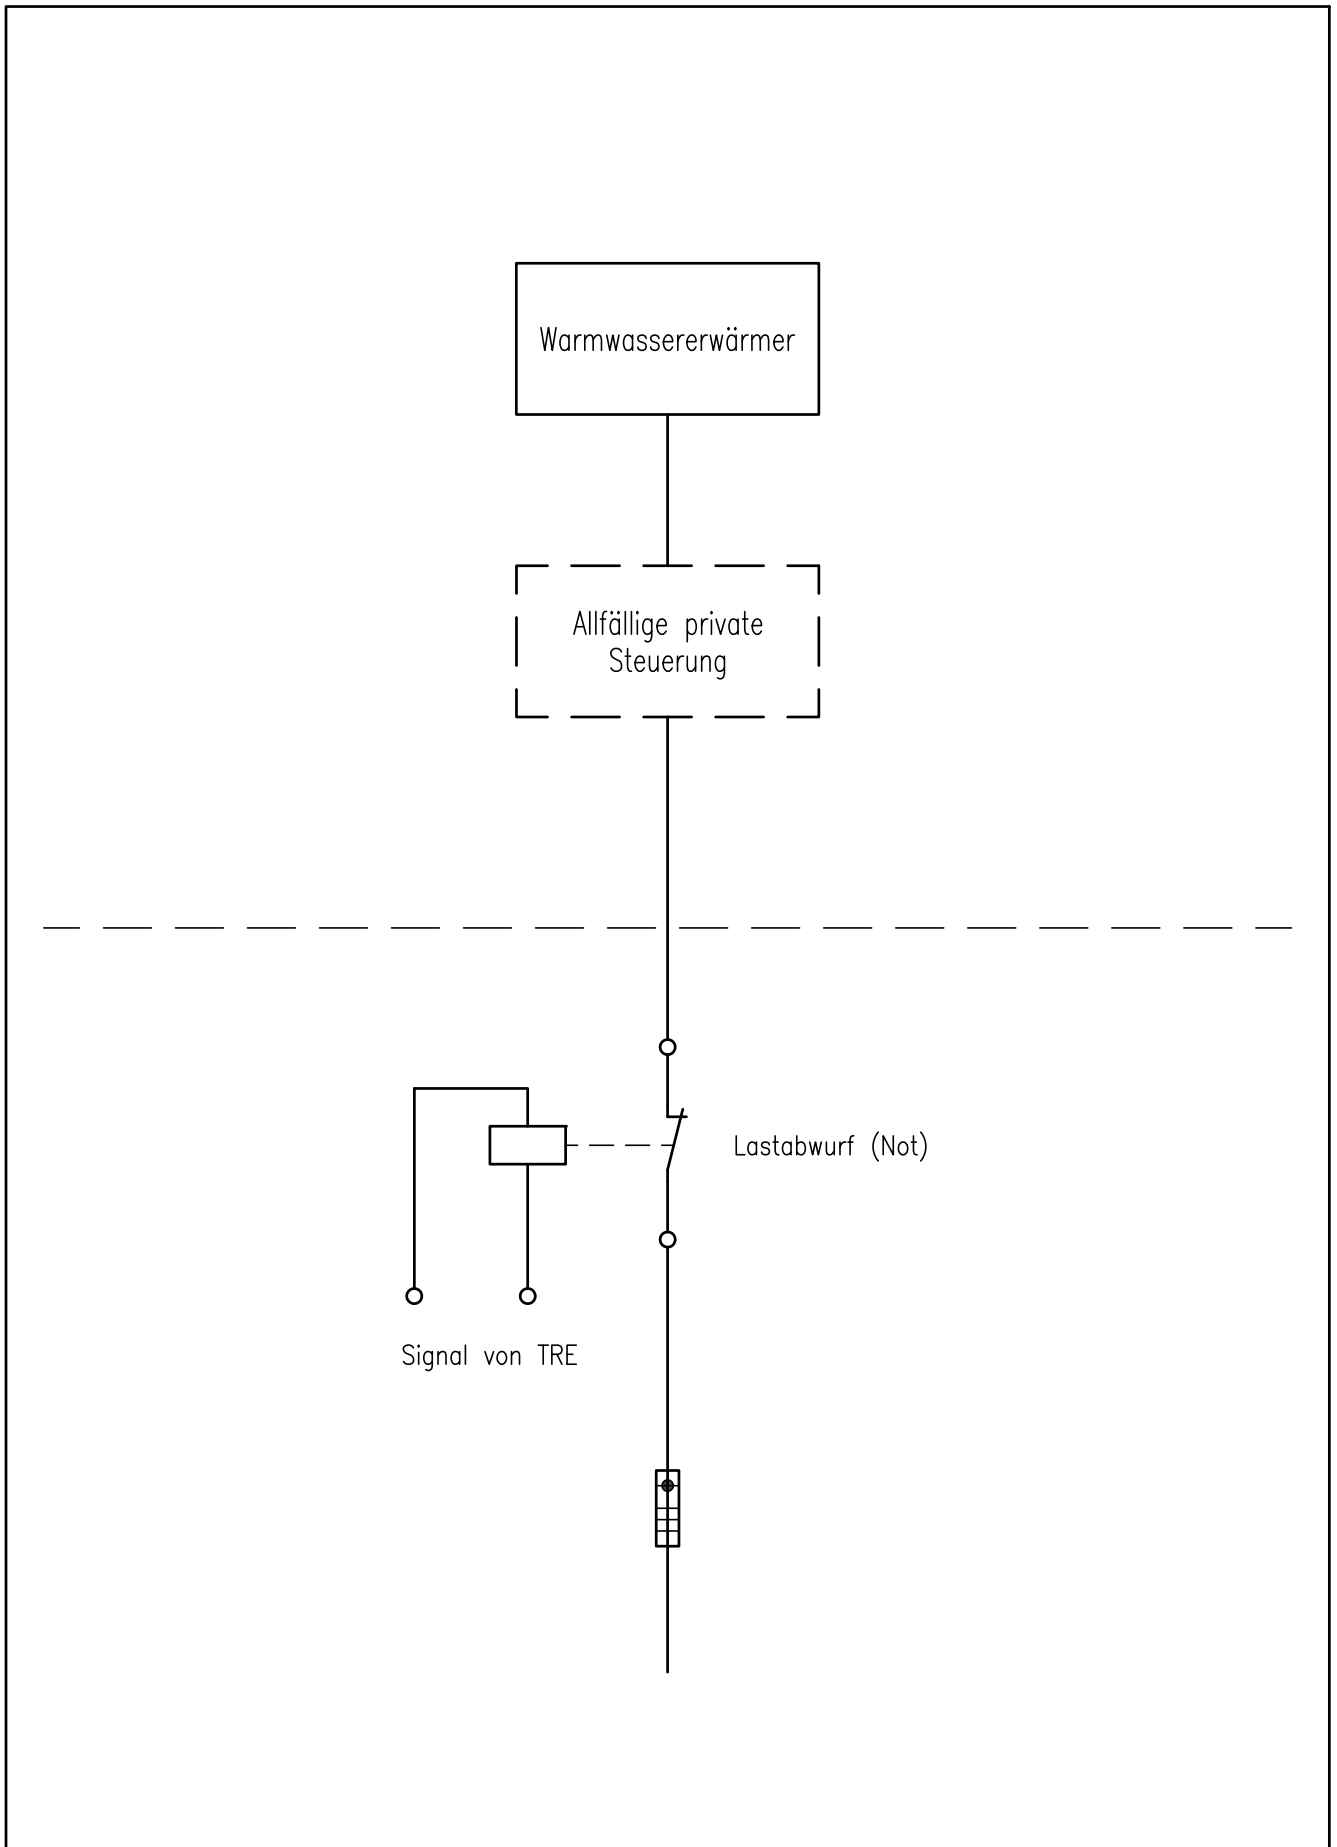 Warmwassererwärmer
Allfällige private
Steuerung
Lastabwurf (Not)
Signal von TRE